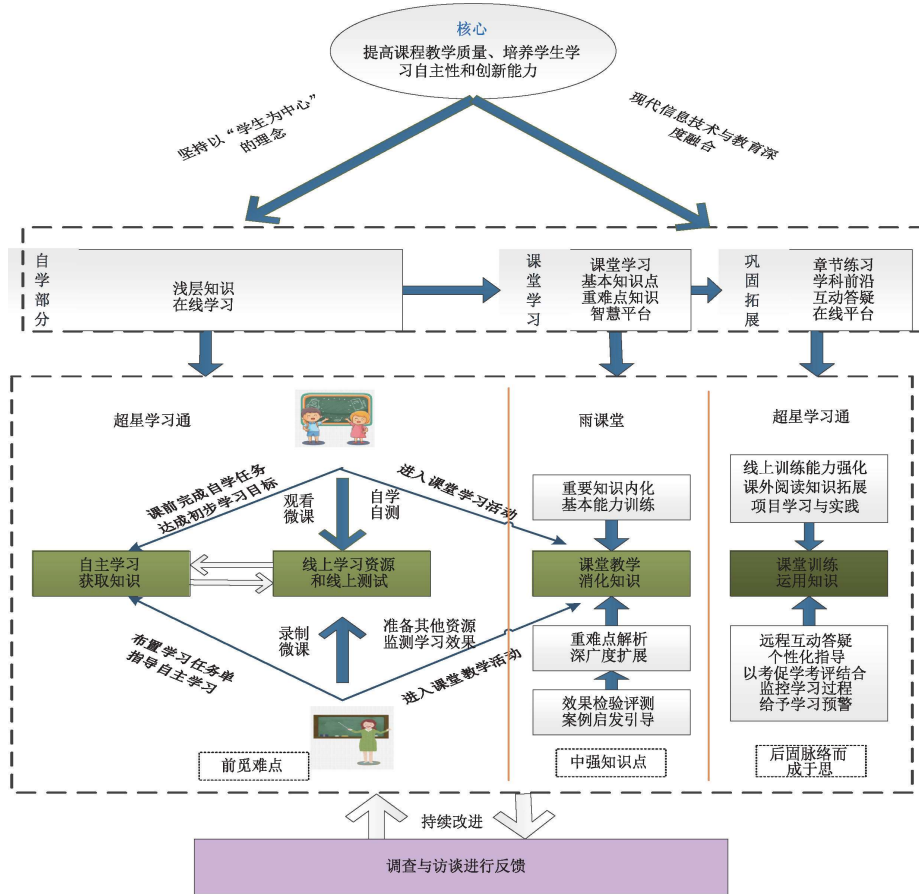 核心
提高课程教学质量、培养学生学
习自主性和创新能力
坚持以“学生为中心”
的理念
现代信息技术与教育深
度融合
自学部分
浅层知识
在线学习
课堂学习
课堂学习
基本知识点
重难点知识
智慧平台
巩固拓展
章节练习
学科前沿
互动答疑
在线平台
超星学习通
课前完成自学任务
达成初步学习目标
观看
微课
自学
自测
进入课堂学习活动
自主学习
获取知识
线上学习资源
和线上测试
布置学习任务单
指导自主学习
录制
微课
准备其他资源
监测学习效果
进入课堂教学活动
前觅难点
雨课堂
重要知识内化
基本能力训练
课堂教学
消化知识
重难点解析
深广度扩展
效果检验评测
案例启发引导
中强知识点
超星学习通
线上训练能力强化
课外阅读知识拓展
项目学习与实践
课堂训练
运用知识
远程互动答疑
个性化指导
以考促学考评结合
监控学习过程
给予学习预警
后固脉络而
成于思
持续改进
调查与访谈进行反馈